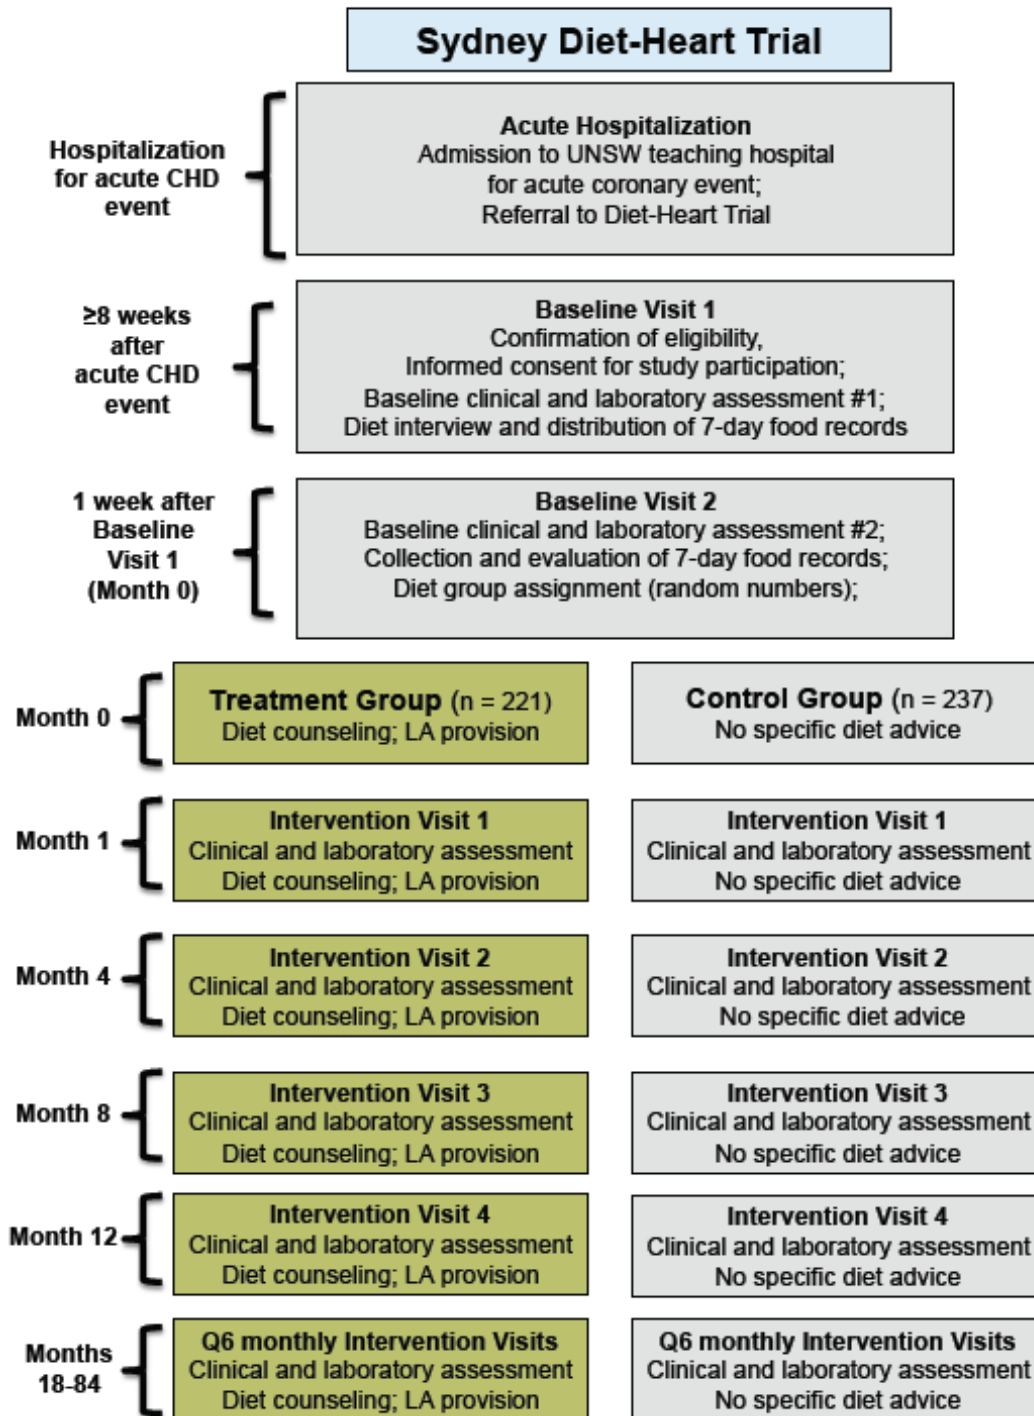 Sydney Diet-Heart Trial
Hospitalization
for acute CHD
event
Acute Hospitalization
Admission to UNSW teaching hospital
for acute coronary event;
Referral to Diet-Heart Trial
≥8 weeks
after
acute CHD
event
Baseline Visit 1
Confirmation of eligibility,
Informed consent for study participation;
Baseline clinical and laboratory assessment #1;
Diet interview and distribution of 7-day food records
1 week after
Baseline
Visit 1
(Month 0)
Baseline Visit 2
Baseline clinical and laboratory assessment #2;
Collection and evaluation of 7-day food records;
Diet group assignment (random numbers);
Month 0
Treatment Group (n = 221)
Diet counseling; LA provision
Control Group (n = 237)
No specific diet advice
Month 1
Intervention Visit 1
Clinical and laboratory assessment
Diet counseling; LA provision
Intervention Visit 1
Clinical and laboratory assessment
No specific diet advice
Month 4
Intervention Visit 2
Clinical and laboratory assessment
Diet counseling; LA provision
Intervention Visit 2
Clinical and laboratory assessment
No specific diet advice
Month 8
Intervention Visit 3
Clinical and laboratory assessment
Diet counseling; LA provision
Intervention Visit 3
Clinical and laboratory assessment
No specific diet advice
Month 12
Intervention Visit 4
Clinical and laboratory assessment
Diet counseling; LA provision
Intervention Visit 4
Clinical and laboratory assessment
No specific diet advice
Months
18-84
Q6 monthly Intervention Visits
Clinical and laboratory assessment
Diet counseling; LA provision
Q6 monthly Intervention Visits
Clinical and laboratory assessment
No specific diet advice